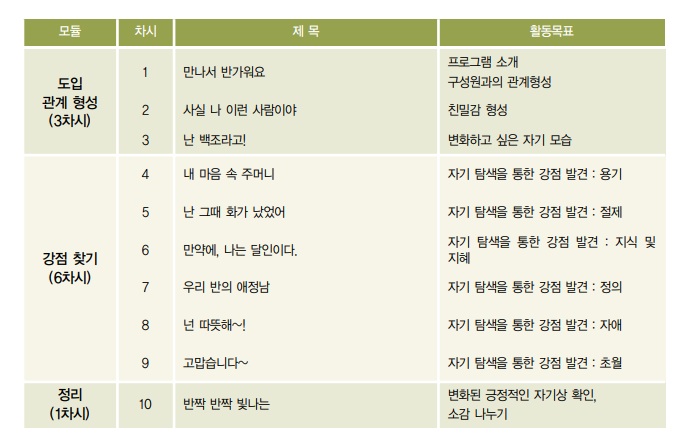 모듈 차시 제 목 활동목표
도입
관계 형성
(3차시)
1 만나서 반가워요 프로그램 소개
구성원과의 관계형성
2 사실 나 이런 사람이야 친밀감 형성
3 난 백조라고! 변화하고 싶은 자기 모습
강점 찾기
(6차시)
4 내 마음 속 주머니 자기 탐색을 통한 강점 발견 : 용기
5 난 그때 화가 났었어 자기 탐색을 통한 강점 발견 : 절제
6 만약에, 나는 달인이다. 자기 탐색을 통한 강점 발견 : 지식 및
지혜
7 우리 반의 애정남 자기 탐색을 통한 강점 발견 : 정의
8 넌 따뜻해~! 자기 탐색을 통한 강점 발견 : 자애
9 고맙습니다~ 자기 탐색을 통한 강점 발견 : 초월
정리
(1차시)
10 반짝 반짝 빛나는 변화된 긍정적인 자기상 확인,
소감 나누기